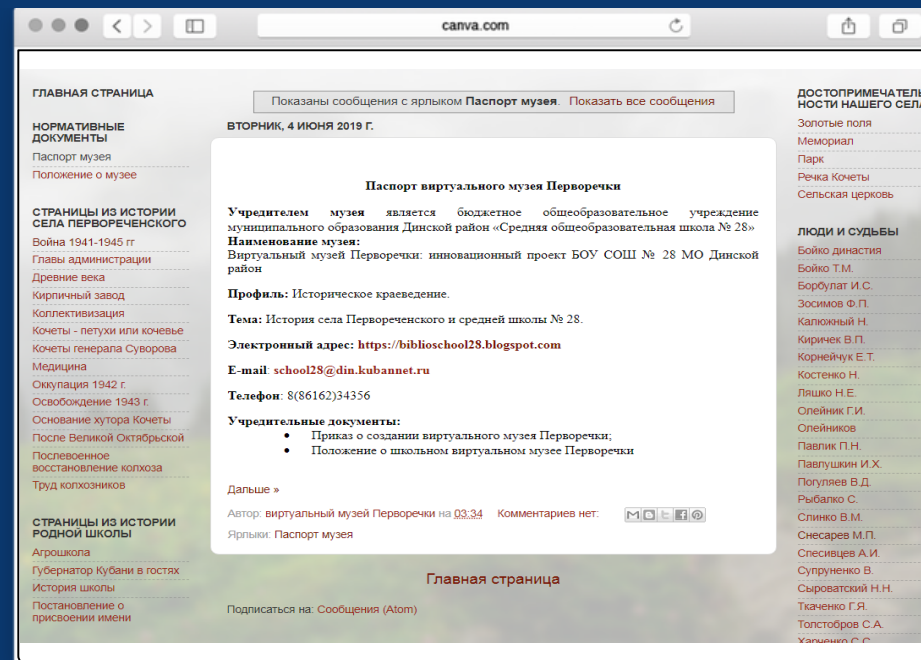 canva.com
ГЛАВНАЯ СТРАНИЦА
НОРМАТИВНЫЕ
ДОКУМЕНТЫ
Паспорт музея
Положение о музее
СТРАНИЦЫ ИЗ ИСТОРИИ
СЕЛА ПЕРВОРЕЧЕНСКОГО
Война 1941-1945 гг
Главы администрации
Древние века
Кирпичный завод
Коллективизация
Кочеты - петухи или кочевье
Кочеты генерала Суворова
Медицина
Оккупация 1942 г.
Освобождение 1943 г.
Основание хутора Кочеты
После Великой Октябрьской
Послевоенное
восстановление колхоза
Труд колхозников
СТРАНИЦЫ ИЗ ИСТОРИИ
РОДНОЙ ШКОЛЫ
Агрошкола
Губернатор Кубани в гостях
История школы
Постановление о
присвоении имени
Показаны сообщения с ярлыком Паспорт музея. Показать все сообщения
ВТОРНИК, 4 ИЮНЯ 2019 Г.
Паспорт виртуального музея Перворечки
Учредителем музея является бюджетное общеобразовательное учреждение
муниципального образования Динской район «Средняя общеобразовательная школа № 28»
Наименование музея:
Виртуальный музей Перворечки: инновационный проект БОУ СОШ № 28 МО Динской
район
Профиль: Историческое краеведение.
Тема: История села Первореченского и средней школы № 28.
Электронный адрес: https://biblioschool28.blogspot.com
E-mail: school28@din.kubannet.ru
Телефон: 8(86162)34356
Учредительные документы:
• Приказ о создании виртуального музея Перворечки;
• Положение о школьном виртуальном музее Перворечки
Дальше »
Автор: виртуальный музей Перворечки на 03:34 Комментариев нет:
Ярлыки: Паспорт музея
Главная страница
Подписаться на: Сообщения (Atom)
ДОСТОПРИМЕЧАТЕЛЬ
НОСТИ НАШЕГО СЕЛА
Золотые поля
Мемориал
Парк
Речка Кочеты
Сельская церковь
ЛЮДИ И СУДЬБЫ
Бойко династия
Бойко Т.М.
Борбулат И.С.
Зосимов Ф.П.
Калюжный Н.
Киричек В.П.
Корнейчук Е.Т.
Костенко Н.
Ляшко Н.Е.
Олейник Г.И.
Олейников
Павлик П.Н.
Павлушкин И.Х.
Погуляев В.Д.
Рыбалко С.
Слинко В.М.
Снесарев М.П.
Спесивцев А.И.
Супруненко В.
Сыроватский Н.Н.
Ткаченко Г.Я.
Толстобров С.А.
Харченко С.С.